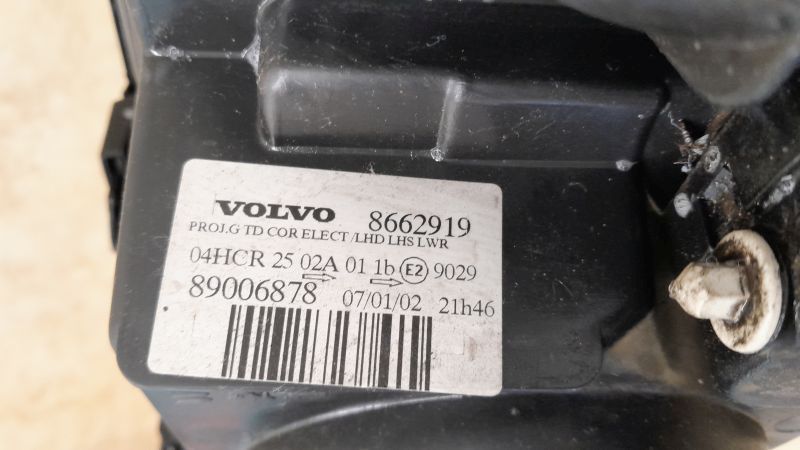 VOLVO 8662919
PROJ.G TD COR ELECT /LHD LHS LWR
04HCR 25 02A 01 1b E2 9029
89006878 07/01/02 21h46